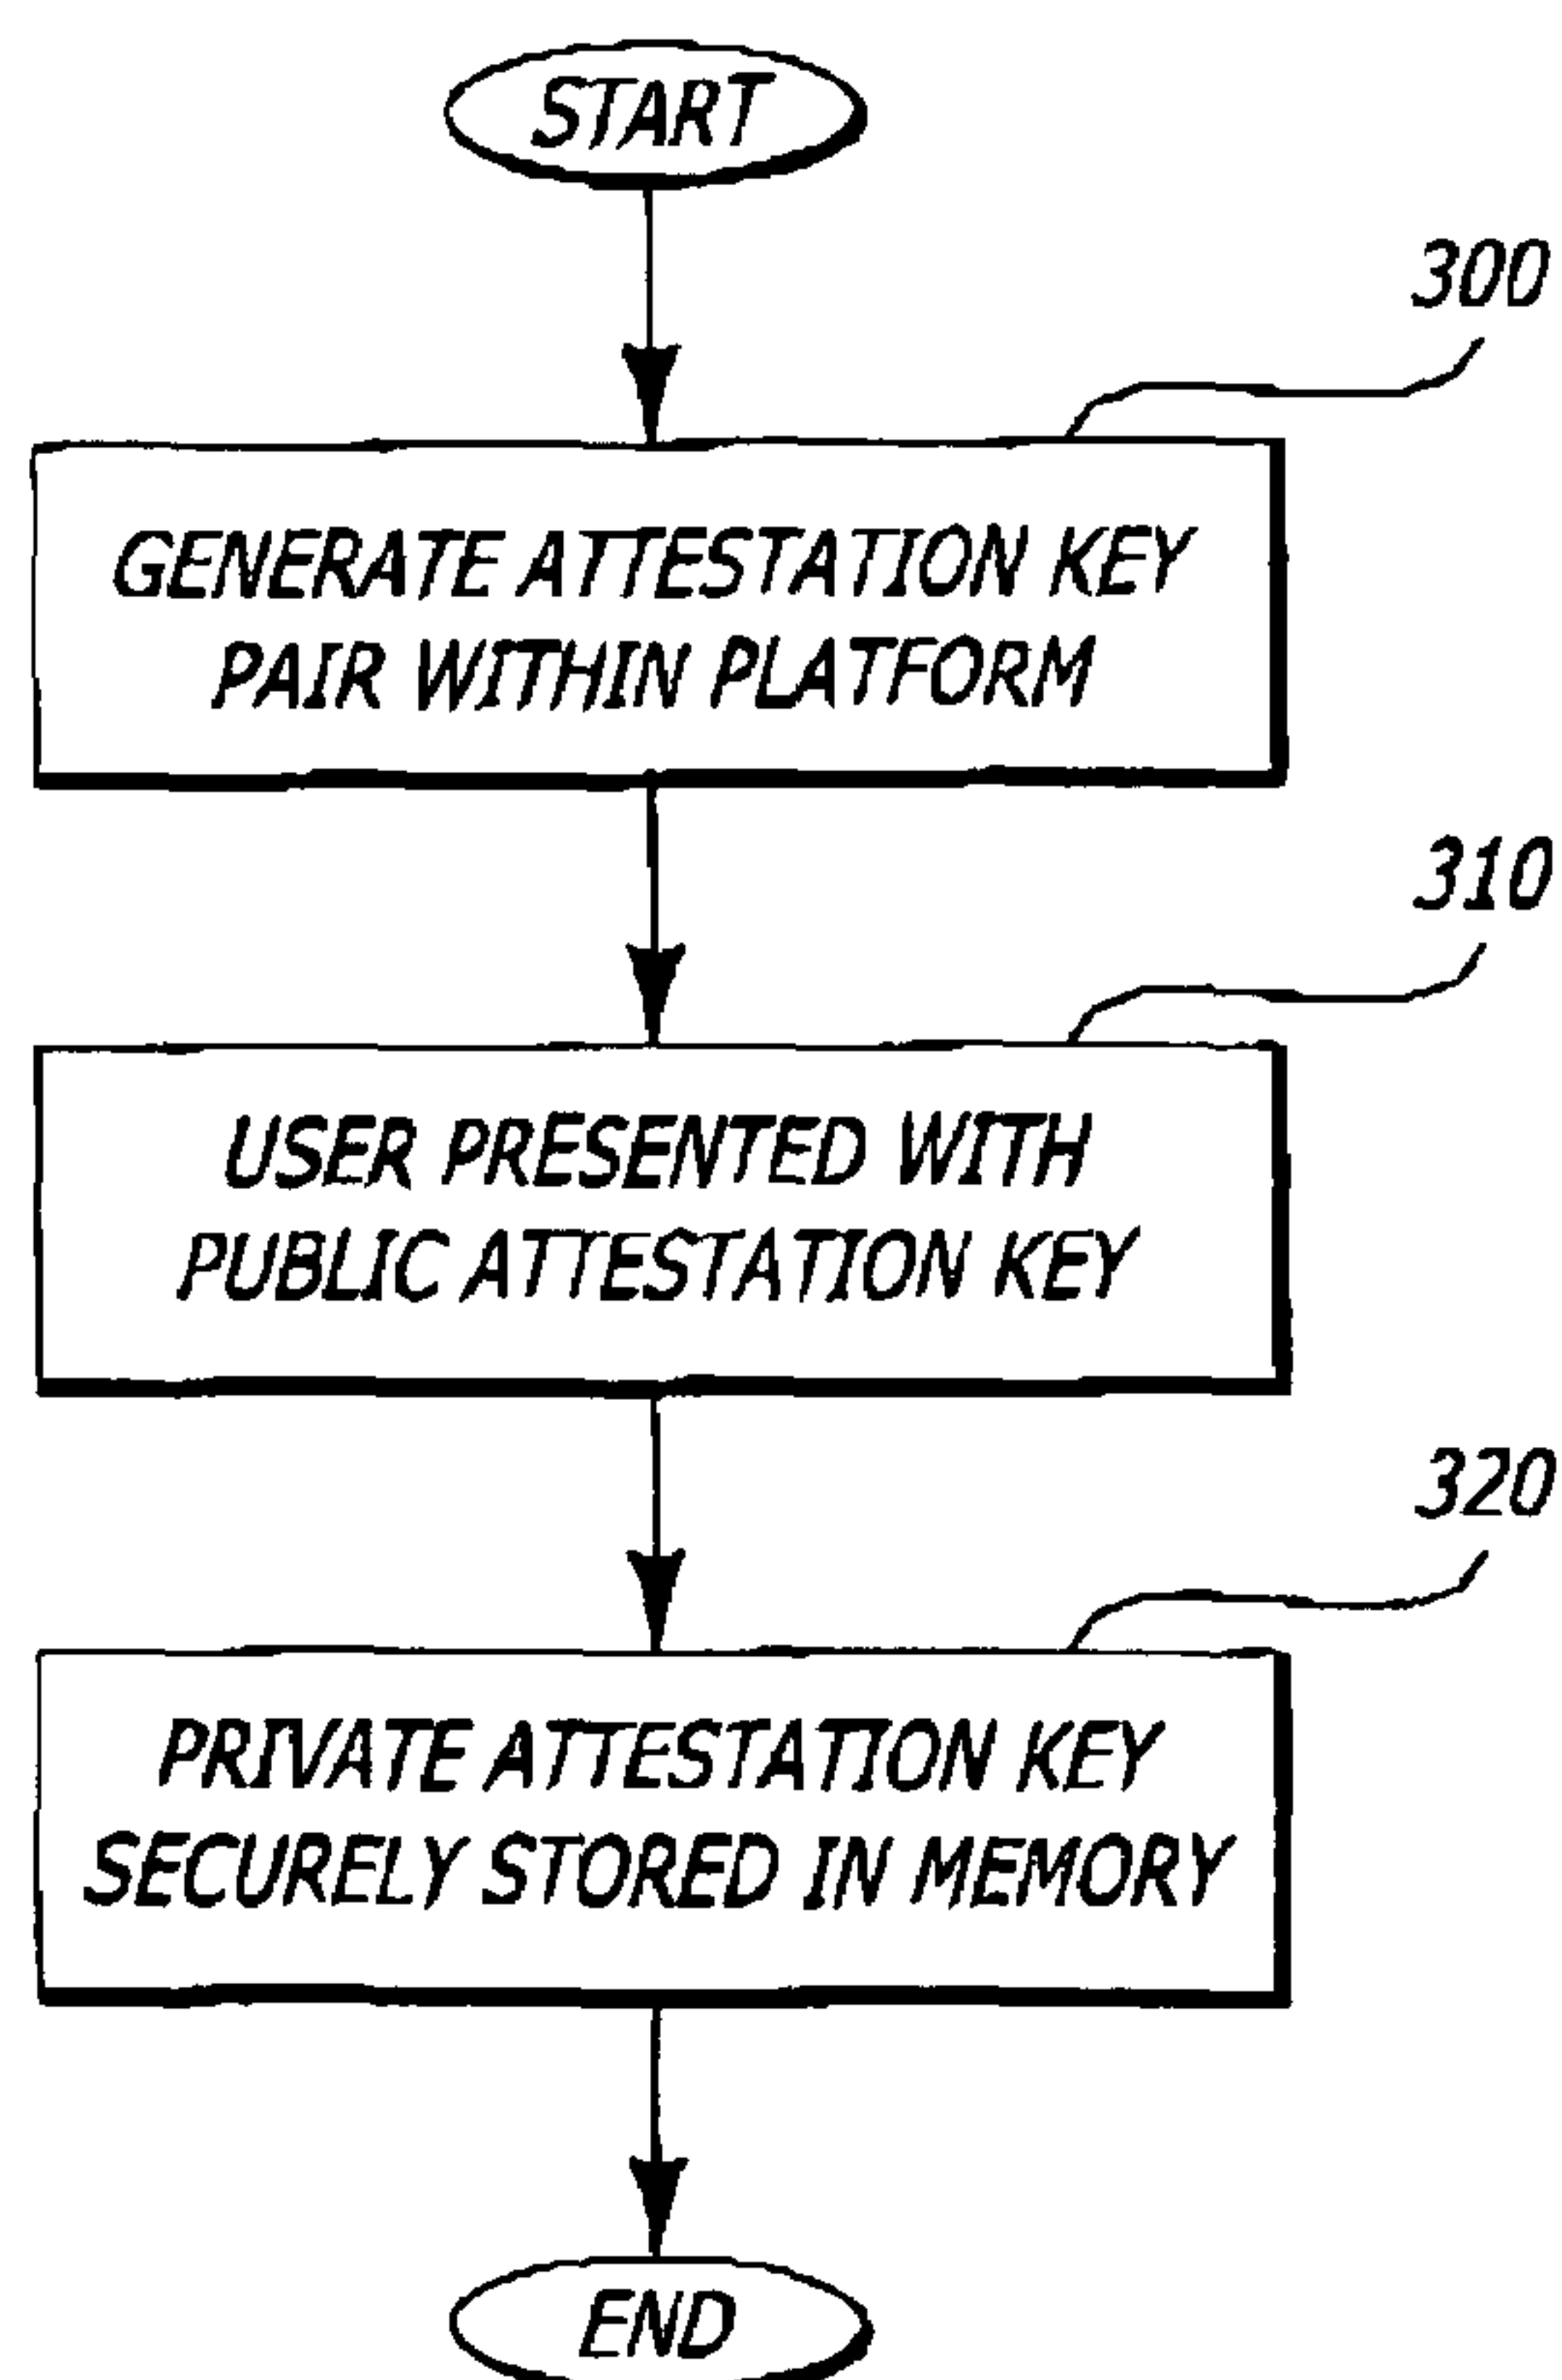 START
300
GENERATE ATTESTATION KEY
PAIR WITHIN PLATFORM
310
USER PRESENTED WITH
PUBLIC ATTESTATION KEY
320
PRIVATE ATTESTATION KEY
SECURELY STORED IN MEMORY
END